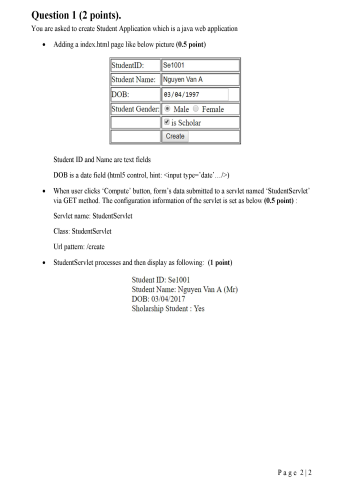 Question 1 (2 points).
You are asked to create Student Application which is a java web application
• Adding a index.html page like below picture (0.5 point)
StudentID: Se1001
Student Name: Nguyen Van A
DOB: 03/04/1997
Student Gender: Male Female
is Scholar
Create
Student ID and Name are text fields
DOB is a date field (html5 control, hint: <input type='date'…/>)
• When user clicks 'Compute' button, form's data submitted to a servlet named 'StudentServlet'
via GET method. The configuration information of the servlet is set as below (0.5 point) :
Servlet name: StudentServlet
Class: StudentServlet
Url pattern: /create
• StudentServlet processes and then display as following: (1 point)
Student ID: Se1001
Student Name: Nguyen Van A (Mr)
DOB: 03/04/2017
Sholarship Student : Yes
Page 2|2